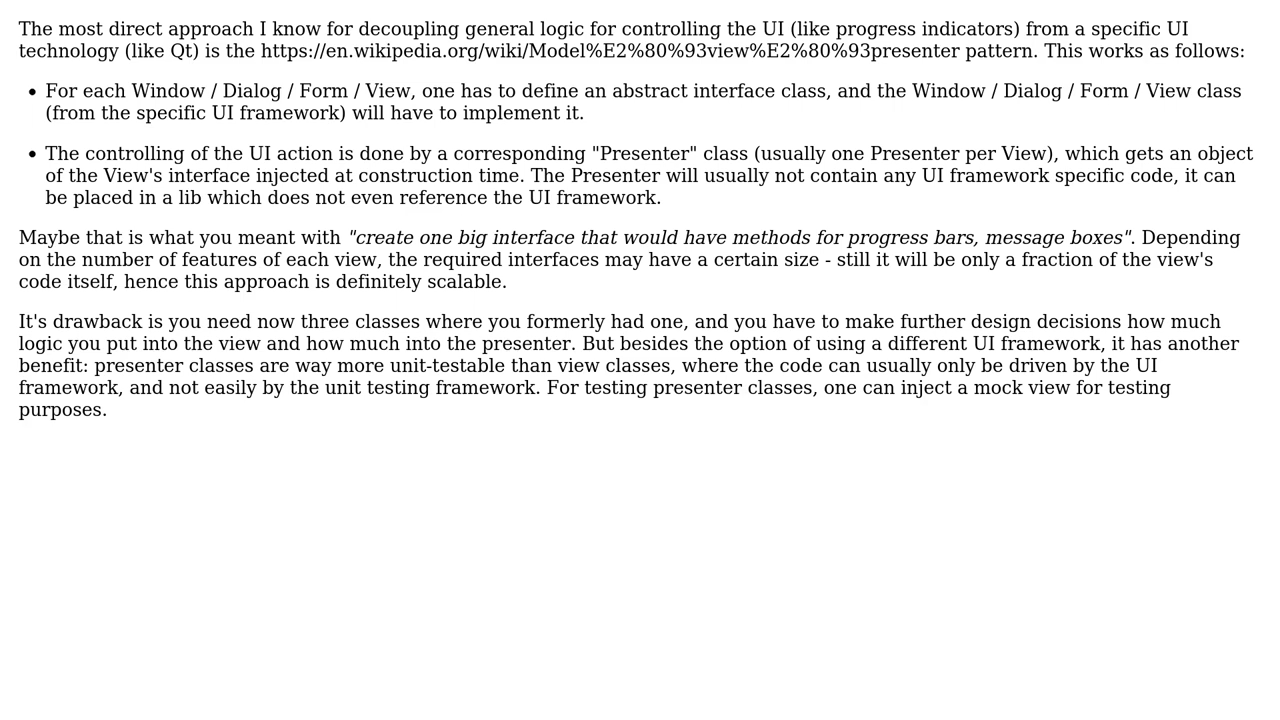 The most direct approach I know for decoupling general logic for controlling the UI (like progress indicators) from a specific UI
technology (like Qt) is the https://en.wikipedia.org/wiki/Model%E2%80%93view%E2%80%93presenter pattern. This works as follows:
• For each Window / Dialog / Form / View, one has to define an abstract interface class, and the Window / Dialog / Form / View class
(from the specific UI framework) will have to implement it.
• The controlling of the UI action is done by a corresponding "Presenter" class (usually one Presenter per View), which gets an object
of the View's interface injected at construction time. The Presenter will usually not contain any UI framework specific code, it can
be placed in a lib which does not even reference the UI framework.
Maybe that is what you meant with "create one big interface that would have methods for progress bars, message boxes". Depending
on the number of features of each view, the required interfaces may have a certain size - still it will be only a fraction of the view's
code itself, hence this approach is definitely scalable.
It's drawback is you need now three classes where you formerly had one, and you have to make further design decisions how much
logic you put into the view and how much into the presenter. But besides the option of using a different UI framework, it has another
benefit: presenter classes are way more unit-testable than view classes, where the code can usually only be driven by the UI
framework, and not easily by the unit testing framework. For testing presenter classes, one can inject a mock view for testing
purposes.